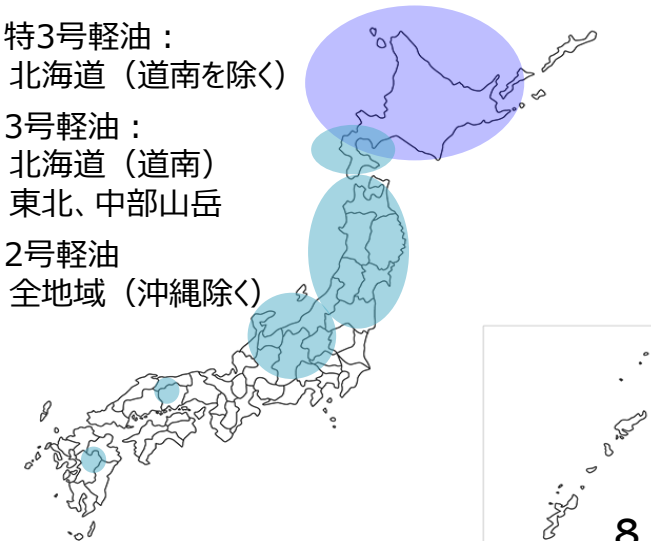 特3号軽油：
北海道（道南を除く）
3号軽油：
北海道（道南）
東北、中部山岳
2号軽油
全地域（沖縄除く）
8